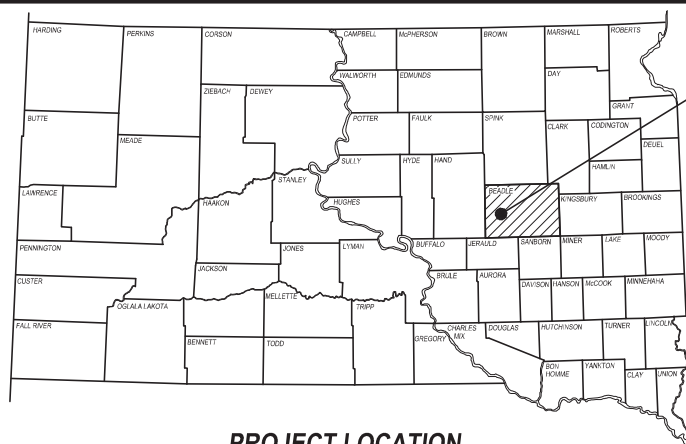 HARDING
PERKINS
CORSON
CAMPBELL
McPHERSON
BROWN
MARSHALL
ROBERTS
WALWORTH
EDMUNDS
DAY
ZIEBACH
DEWEY
GRANT
BUTTE
POTTER
FAULK
SPINK
CLARK
CODINGTON
MEADE
DEUEL
SULLY
HYDE
HAND
HAMLIN
STANLEY
LAWRENCE
BEADLE
HAAKON
HUGHES
KINGSBURY
BROOKINGS
PENNINGTON
JONES
LYMAN
BUFFALO
JERAULD
SANBORN
MINER
LAKE
MOODY
JACKSON
CUSTER
BRULE
AURORA
DAVISON
HANSON
McCOOK
MINNEHAHA
OGLALA LAKOTA
MELLETTE
TRIPP
FALL RIVER
BENNETT
TODD
GREGORY
CHARLES
MIX
DOUGLAS
HUTCHINSON
TURNER
LINCOLN
BON
HOMME
YANKTON
CLAY
UNION
PROJECT LOCATION